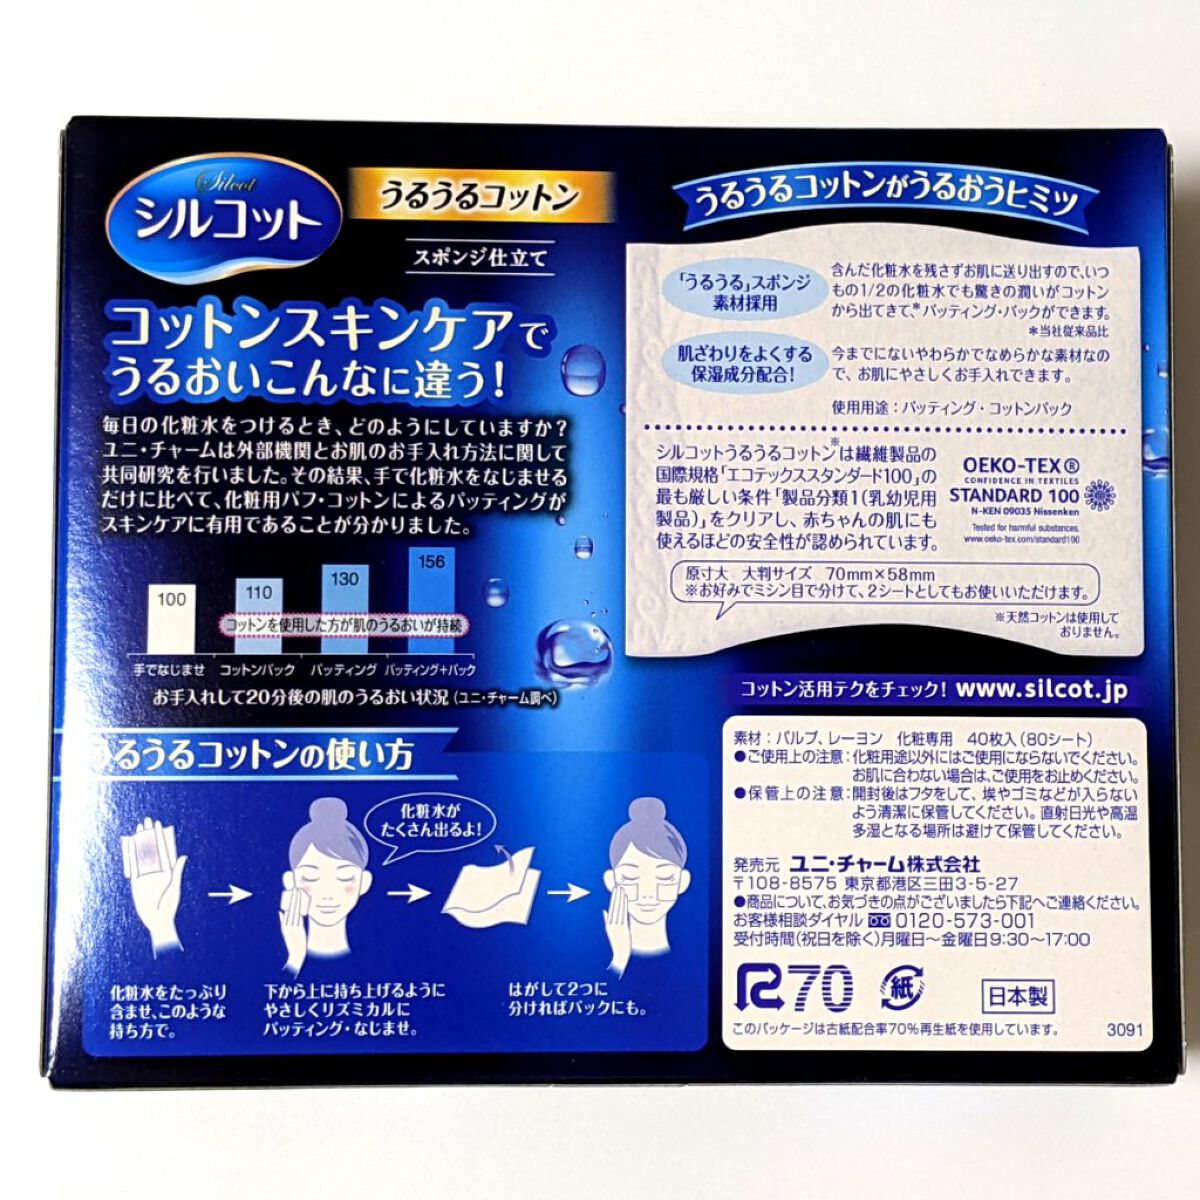 Silcot
シルコット
うるうるコットン
スポンジ仕立て
コットンスキンケアで
うるおいこんなに違う!
毎日の化粧水をつけるとき、どのようにしていますか?
ユニ・チャームは外部機関とお肌のお手入れ方法に関して
共同研究を行いました。その結果、手で化粧水をなじませる
だけに比べて、化粧用パフ・コットンによるパッティングが
スキンケアに有用であることが分かりました。
100
110
130
156
コットンを使用した方が肌のうるおいが持続
手でなじませ
コットンパック
パッティング
パッティング+パック
お手入れして20分後の肌のうるおい状況(ユニ・チャーム調べ)
うるうるコットンの使い方
化粧水が
たくさん出るよ!
化粧水をたっぷり
含ませ、このような
持ち方で。
下から上に持ち上げるように
やさしくリズミカルに
パッティング・なじませ。
はがして2つに
分ければパックにも。
うるうるコットンがうるおうヒミツ
「うるうる」スポンジ
素材採用
含んだ化粧水を残さずお肌に送り出すので、いつ
もの1/2の化粧水でも驚きの潤いがコットン
から出てきて、*パッティング・パックができます。
*当社従来品比
肌ざわりをよくする
保湿成分配合!
今までにないやわらかでなめらかな素材なの
で、お肌にやさしくお手入れできます。
使用用途:パッティング・コットンパック
シルコットうるうるコットン※は繊維製品の
国際規格「エコテックススタンダード100」の
最も厳しい条件「製品分類1(乳幼児用
製品)」をクリアし、赤ちゃんの肌にも
使えるほどの安全性が認められています。
OEKO-TEX®
CONFIDENCE IN TEXTILES
STANDARD 100
N-KEN 09035 Nissenken
Tested for harmful substances.
www.oeko-tex.com/standard100
原寸大 大判サイズ 70mm×58mm
※お好みでミシン目で分けて、2シートとしてもお使いいただけます。
※天然コットンは使用して
おりません。
コットン活用テクをチェック! www.silcot.jp
素材:パルプ、レーヨン 化粧専用 40枚入(80シート)
●ご使用上の注意:化粧用途以外にはご使用にならないでください。
お肌に合わない場合は、ご使用をお止めください。
●保管上の注意:開封後はフタをして、埃やゴミなどが入らない
よう清潔に保管してください。直射日光や高温
多湿となる場所は避けて保管してください。
発売元 ユニ・チャーム株式会社
〒108-8575 東京都港区三田3-5-27
●商品について、お気づきの点がございましたら下記へご連絡ください。
お客様相談ダイヤル 0120-573-001
受付時間(祝日を除く)月曜日〜金曜日9:30〜17:00
R70
紙
日本製
このパッケージは古紙配合率70%再生紙を使用しています。
3091